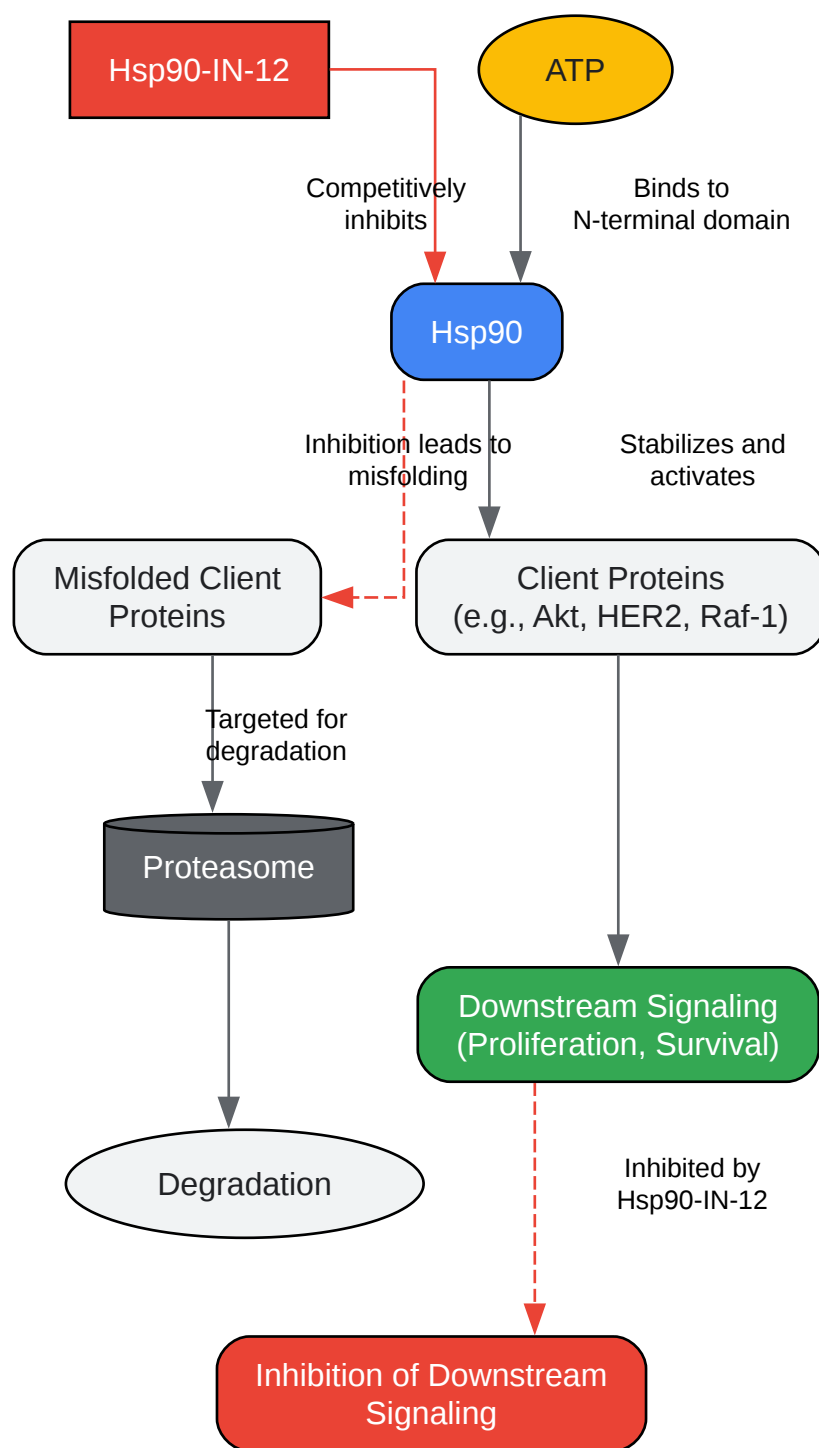 Hsp90-IN-12
ATP
Competitively
inhibits
Binds to
N-terminal domain
Hsp90
Inhibition leads to
misfolding
Stabilizes and
activates
Misfolded Client
Proteins
Client Proteins
(e.g., Akt, HER2, Raf-1)
Targeted for
degradation
Proteasome
Downstream Signaling
(Proliferation, Survival)
Degradation
Inhibited by
Hsp90-IN-12
Inhibition of Downstream
Signaling